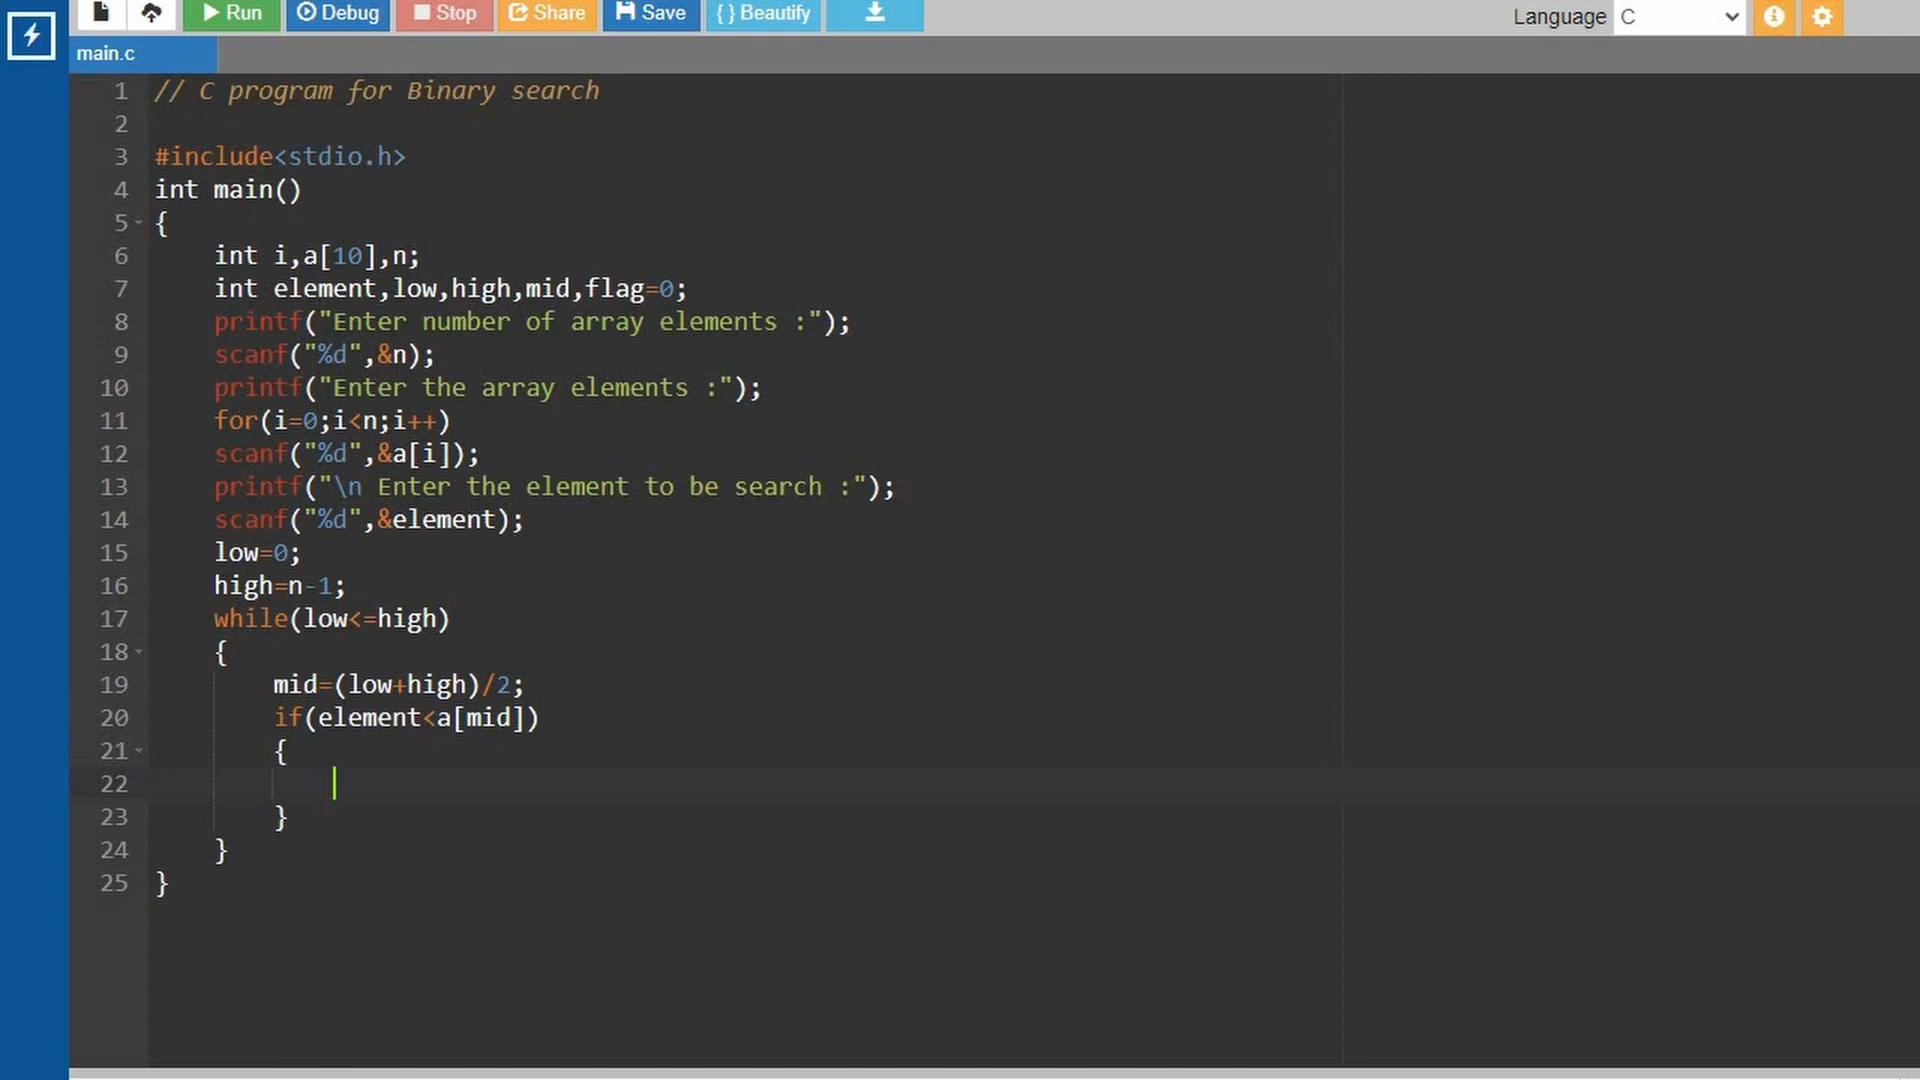 Run Debug Stop Share Save { } Beautify Language C
main.c
1 // C program for Binary search
2
3 #include<stdio.h>
4 int main()
5 {
6 int i,a[10],n;
7 int element,low,high,mid,flag=0;
8 printf("Enter number of array elements :");
9 scanf("%d",&n);
10 printf("Enter the array elements :");
11 for(i=0;i<n;i++)
12 scanf("%d",&a[i]);
13 printf("\n Enter the element to be search :");
14 scanf("%d",&element);
15 low=0;
16 high=n-1;
17 while(low<=high)
18 {
19 mid=(low+high)/2;
20 if(element<a[mid])
21 {
22
23 }
24 }
25 }